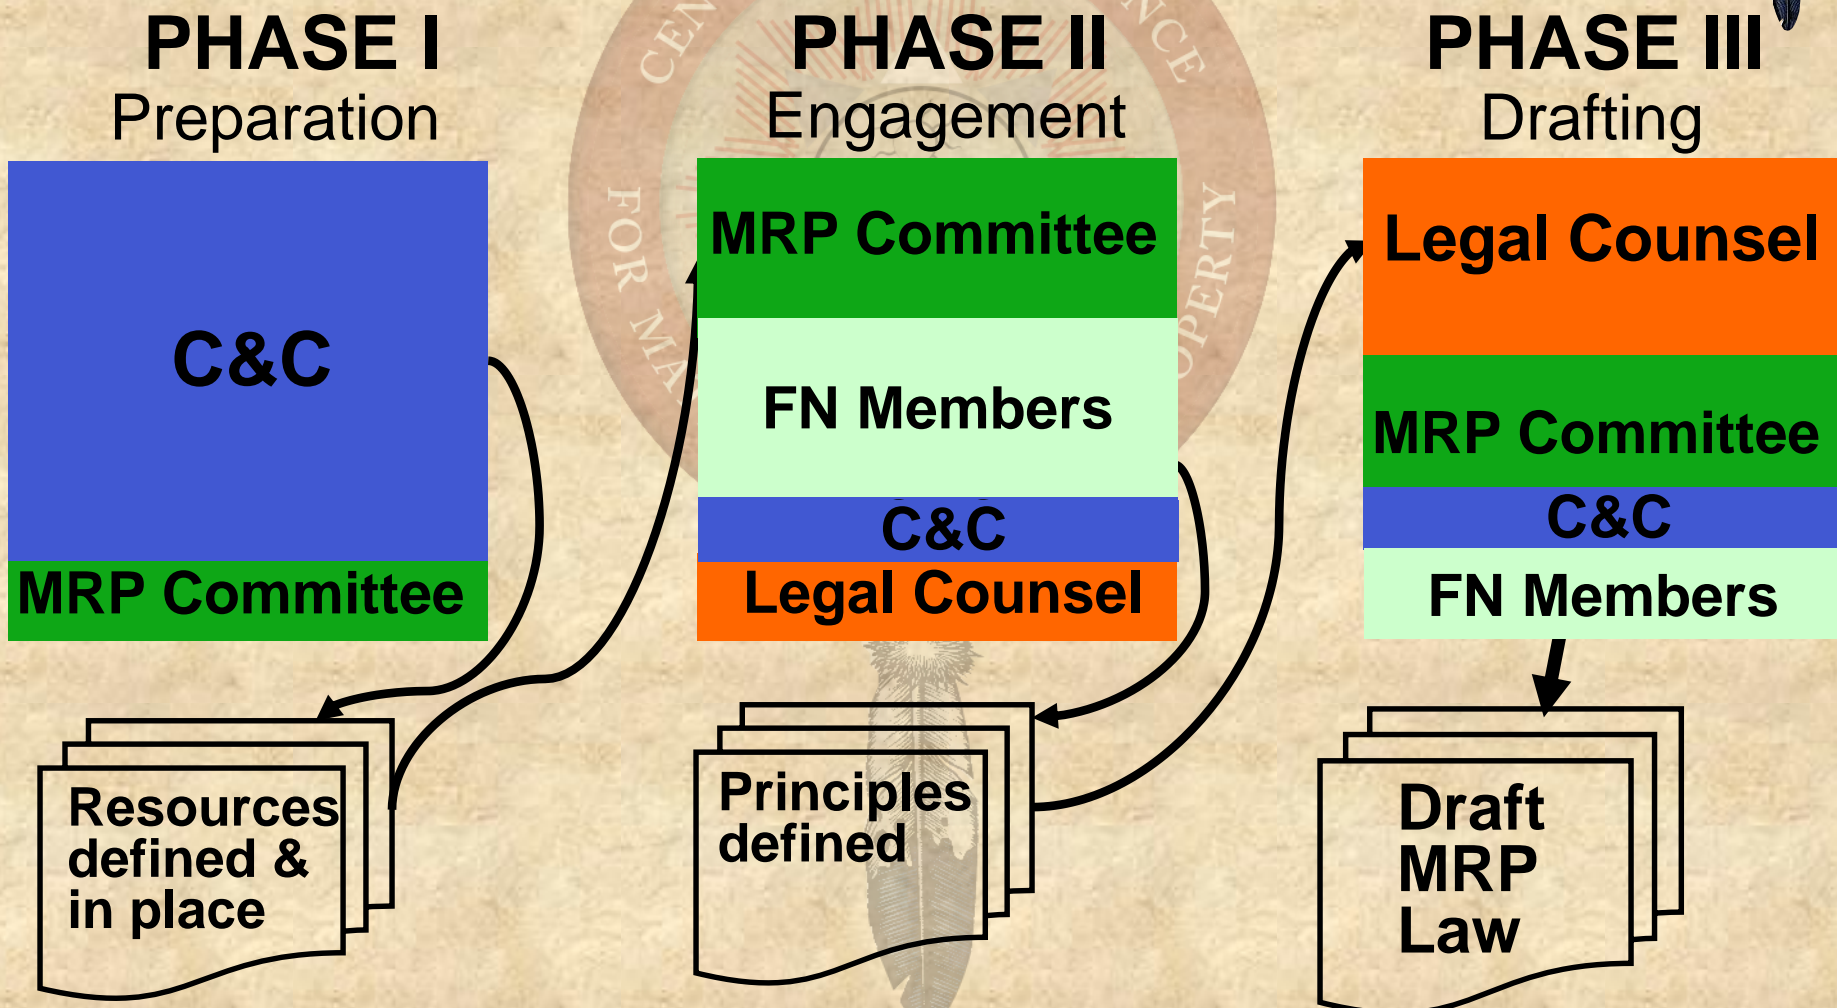 PHASE I
Preparation
C&C
MRP Committee
Resources
defined &
in place
PHASE II
Engagement
MRP Committee
FN Members
C&C
Legal Counsel
Principles
defined
PHASE III
Drafting
Legal Counsel
MRP Committee
C&C
FN Members
Draft
MRP
Law
FOR